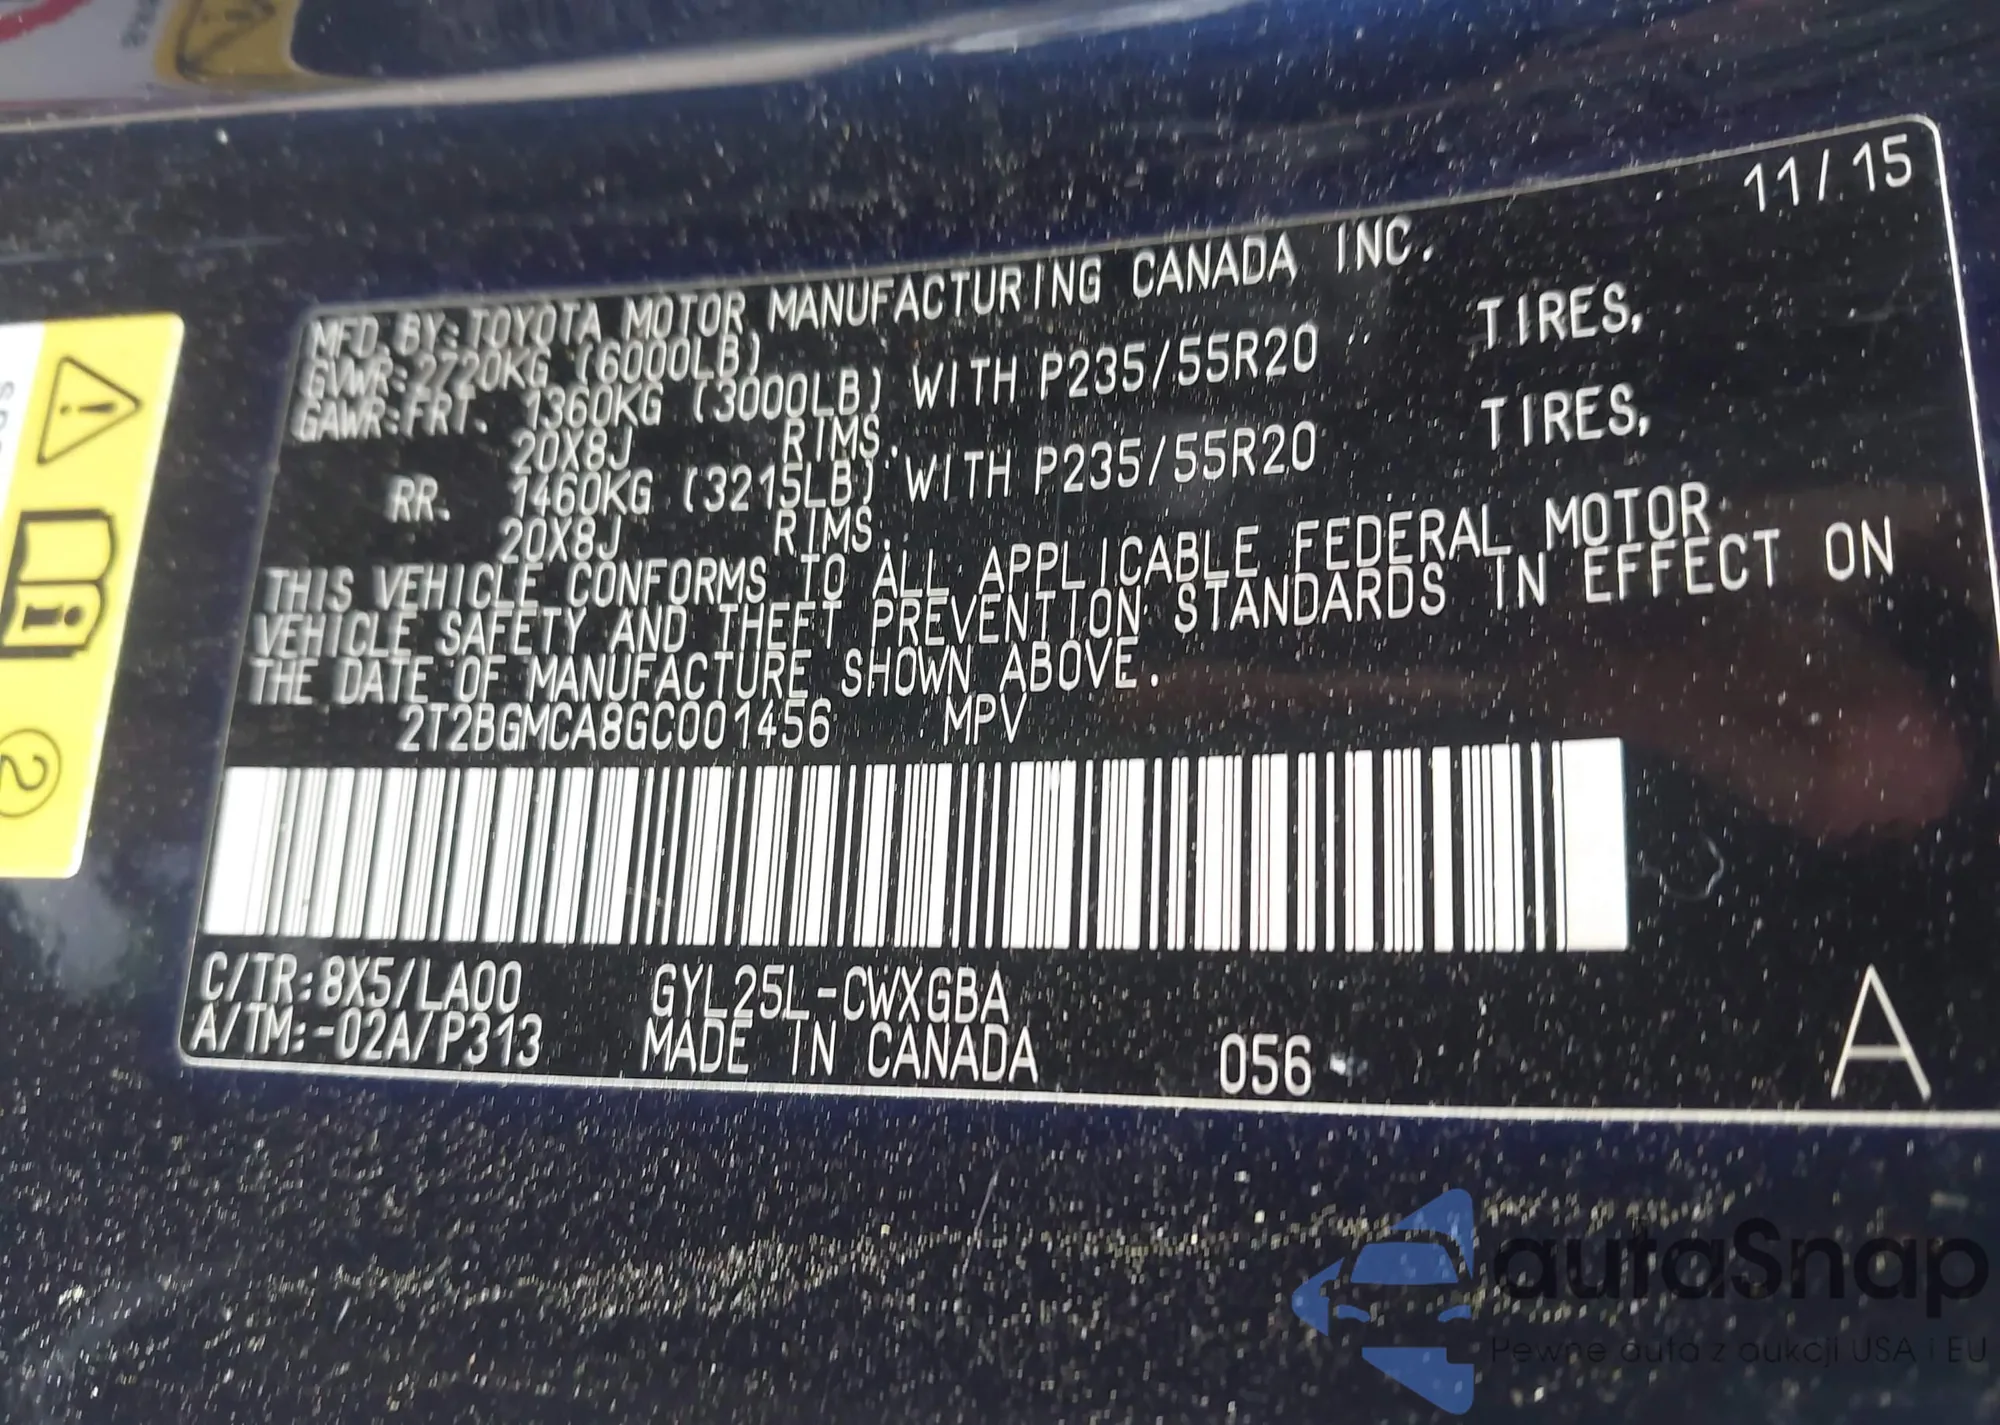 11/15
MFD. BY: TOYOTA MOTOR MANUFACTURING CANADA INC.
GVWR: 2720KG (6000LB)
GAWR: FRT. 1360KG (3000LB) WITH P235/55R20 TIRES,
20X8J RIMS.
RR. 1460KG (3215LB) WITH P235/55R20 TIRES,
20X8J RIMS.
THIS VEHICLE CONFORMS TO ALL APPLICABLE FEDERAL MOTOR
VEHICLE SAFETY AND THEFT PREVENTION STANDARDS IN EFFECT ON
THE DATE OF MANUFACTURE SHOWN ABOVE.
2T2BGMCA8GC001456 MPV
C/TR: 8X5/LA00 GYL25L-CWXGBA
A/TM: -02A/P313 MADE IN CANADA 056 A
2
autaSnap
Pewne auta z aukcji USA i EU